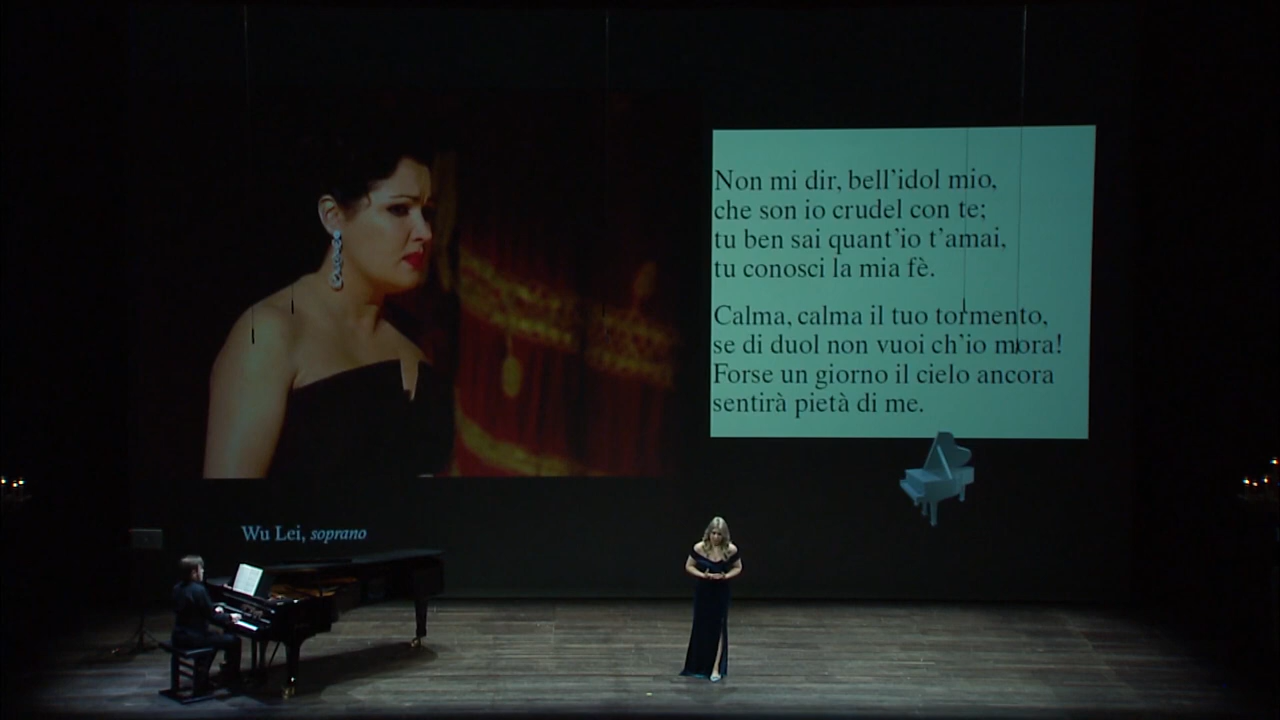 Non mi dir, bell'idol mio,
che son io crudel con te;
tu ben sai quant'io t'amai,
tu conosci la mia fè.
Calma, calma il tuo tormento,
se di duol non vuoi ch'io mora!
Forse un giorno il cielo ancora
sentirà pietà di me.
Wu Lei, soprano